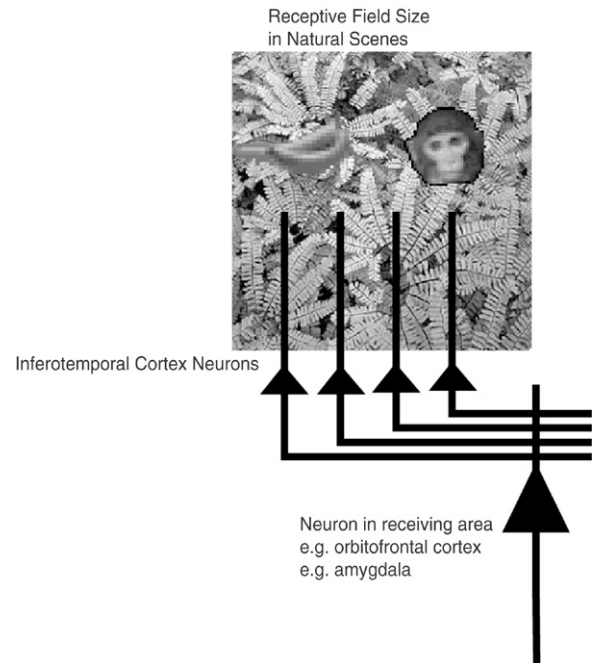 Receptive Field Size
in Natural Scenes
Inferotemporal Cortex Neurons
Neuron in receiving area
e.g. orbitofrontal cortex
e.g. amygdala